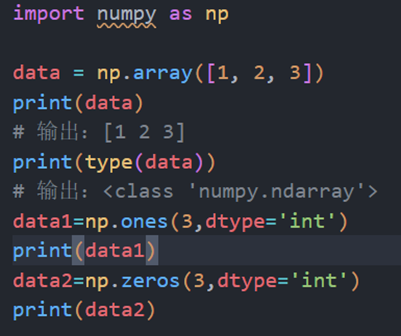 import numpy as np
data = np.array([1, 2, 3])
print(data)
# 输出：[1 2 3]
print(type(data))
# 输出：<class 'numpy.ndarray'>
data1=np.ones(3,dtype='int')
print(data1)
data2=np.zeros(3,dtype='int')
print(data2)